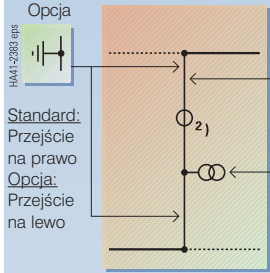 Opcja
HA41-2383 eps
2)
Standard:
Przejście
na prawo
Opcja:
Przejście
na lewo